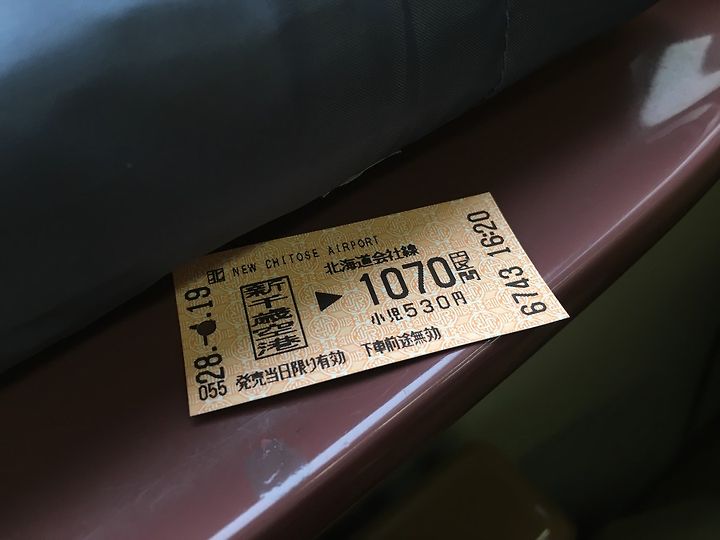 北 NEW CHITOSE AIRPORT
北海道会社線
新千歳空港 ▶ 1070円区間
小児530円
発売当日限り有効 下車前途無効
28.-.19
055
6743 16:20